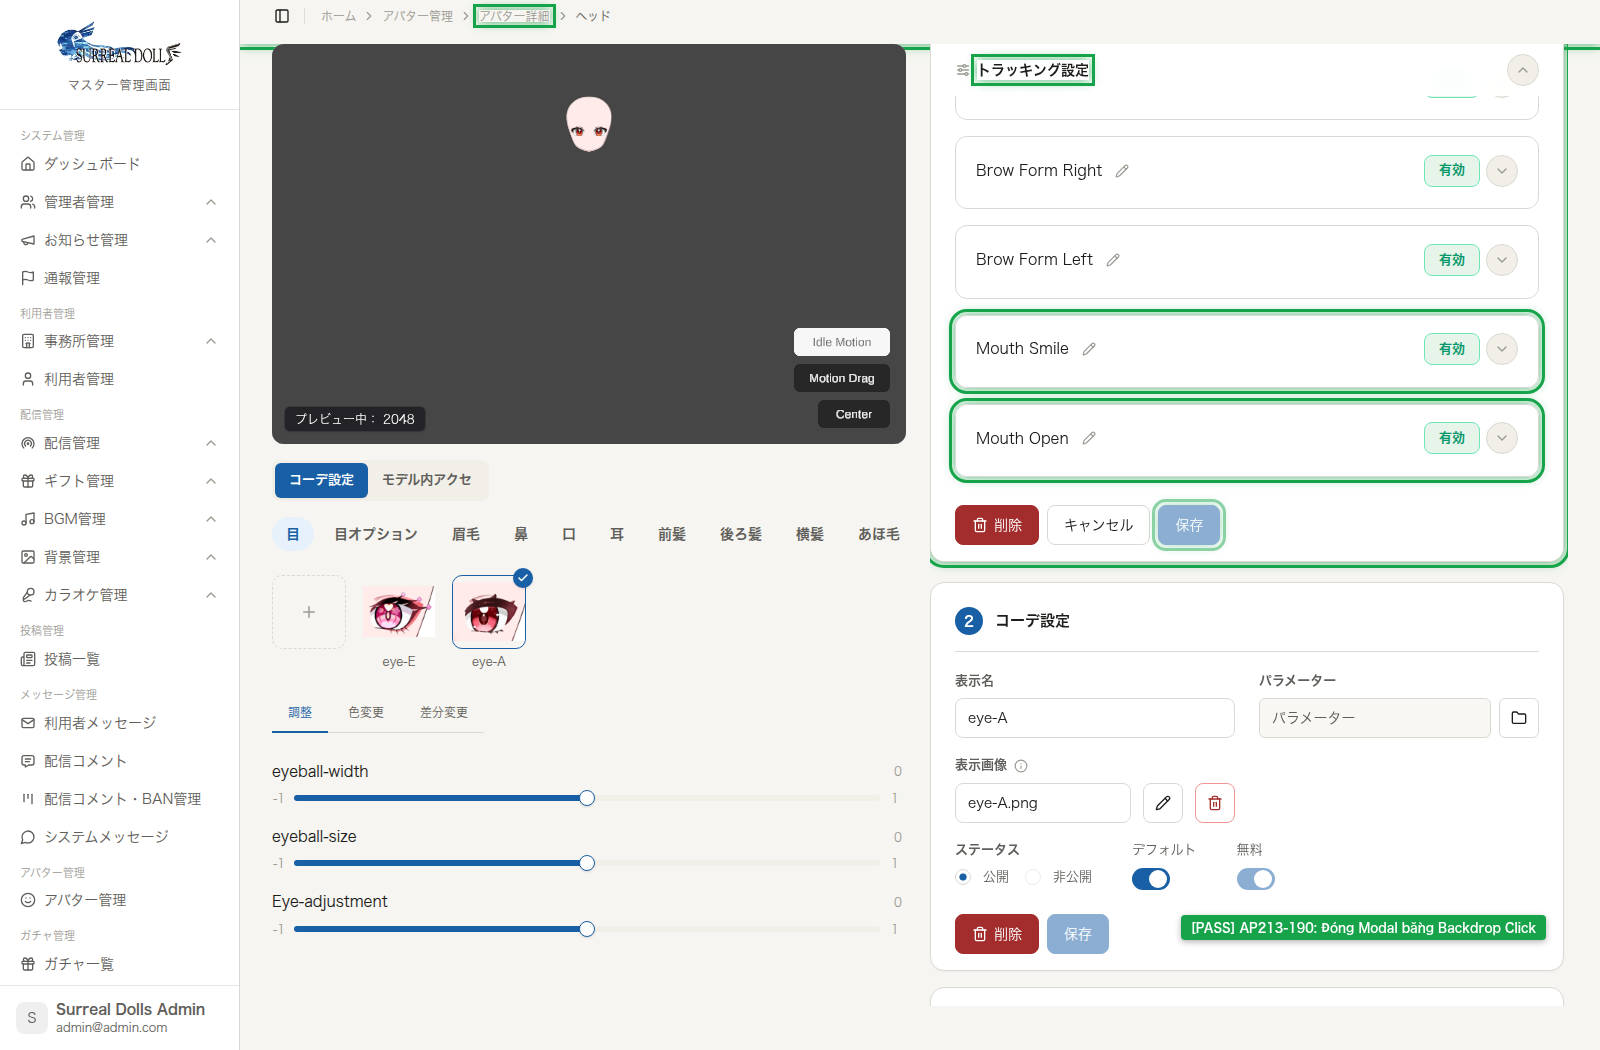 SURREAL DOLL
マスター管理画面
システム管理
ダッシュボード
管理者管理
お知らせ管理
通報管理
利用者管理
事務所管理
利用者管理
配信管理
配信管理
ギフト管理
BGM管理
背景管理
カラオケ管理
投稿管理
投稿一覧
メッセージ管理
利用者メッセージ
配信コメント
配信コメント・BAN管理
システムメッセージ
アバター管理
アバター管理
ガチャ管理
ガチャ一覧
S
Surreal Dolls Admin
admin@admin.com
ホーム > アバター管理 > アバター詳細 > ヘッド
Idle Motion
Motion Drag
Center
プレビュー中： 2048
コーデ設定 モデル内アクセ
目 目オプション 眉毛 鼻 口 耳 前髪 後ろ髪 横髪 あほ毛
eye-E eye-A
調整 色変更 差分変更
eyeball-width 0
-1 1
eyeball-size 0
-1 1
Eye-adjustment 0
-1 1
トラッキング設定
Brow Form Right 有効
Brow Form Left 有効
Mouth Smile 有効
Mouth Open 有効
削除 キャンセル 保存
2 コーデ設定
表示名 パラメーター
eye-A パラメーター
表示画像
eye-A.png
ステータス デフォルト 無料
公開 非公開
削除 保存
[PASS] AP213-190: Đóng Modal bằng Backdrop Click